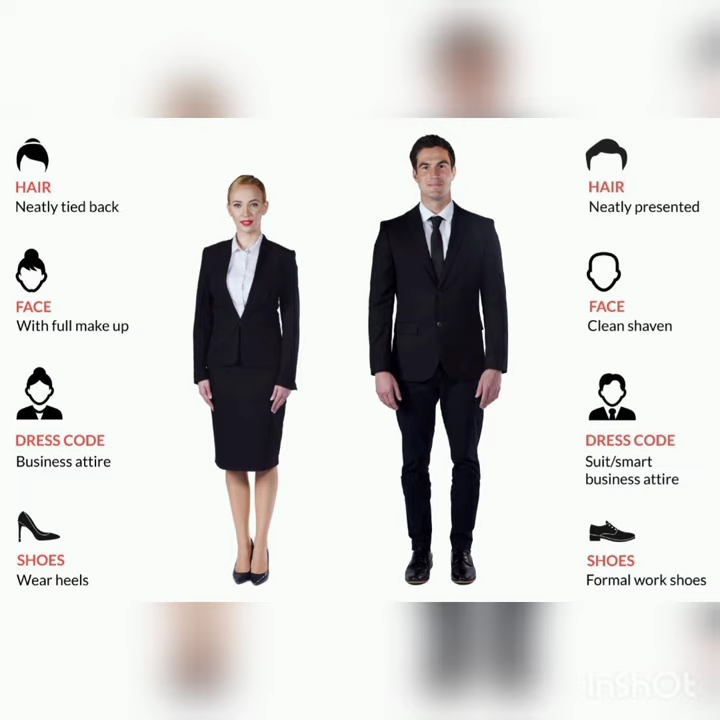 HAIR
Neatly tied back
FACE
With full make up
DRESS CODE
Business attire
SHOES
Wear heels
HAIR
Neatly presented
FACE
Clean shaven
DRESS CODE
Suit/smart
business attire
SHOES
Formal work shoes
InShOt